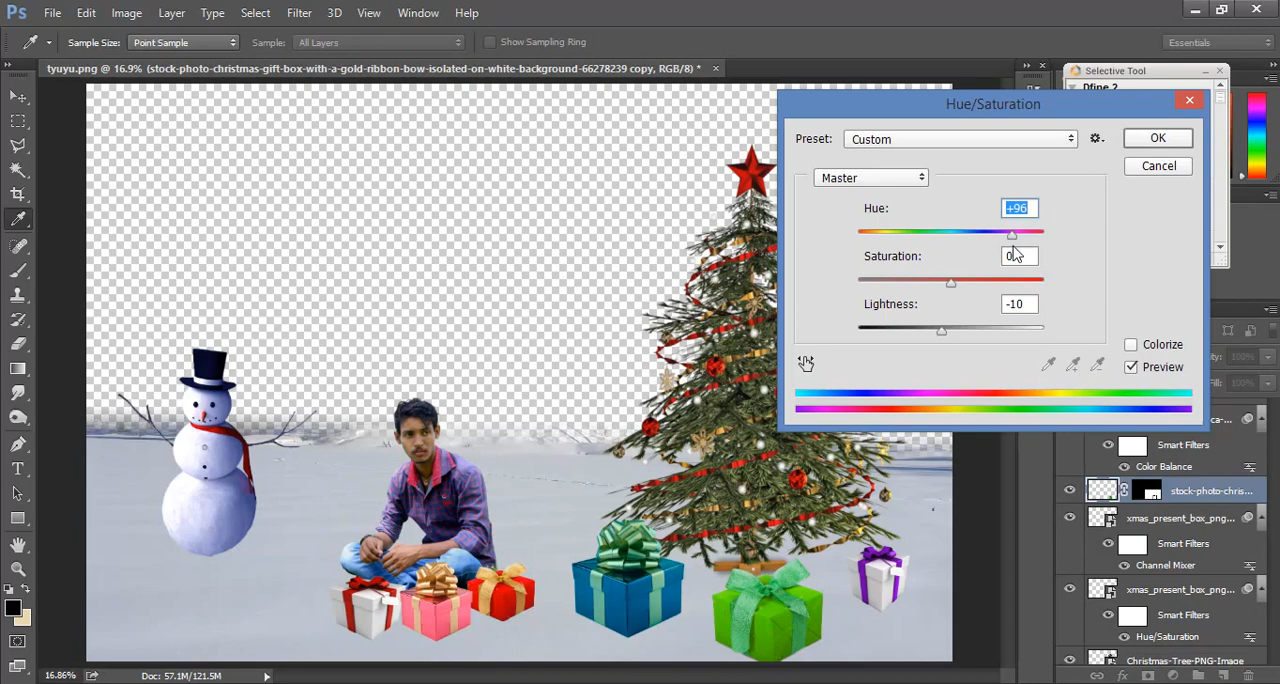 Ps File Edit Image Layer Type Select Filter 3D View Window Help
Sample Size: Point Sample Sample: All Layers Show Sampling Ring Essentials
tyuyu.png @ 16.9% (stock-photo-christmas-gift-box-with-a-gold-ribbon-bow-isolated-on-white-background-66278239 copy, RGB/8) *
Selective Tool
Dfine 2
Hue/Saturation
Preset: Custom OK
Cancel
Master
Hue: +96
Saturation: 0
Lightness: -10
Colorize
Preview
Smart Filters
Color Balance
stock-photo-chris...
xmas_present_box_png...
Smart Filters
Channel Mixer
xmas_present_box_png...
Smart Filters
Hue/Saturation
Christmas-Tree-PNG-Image
16.86% Doc: 57.1M/121.5M